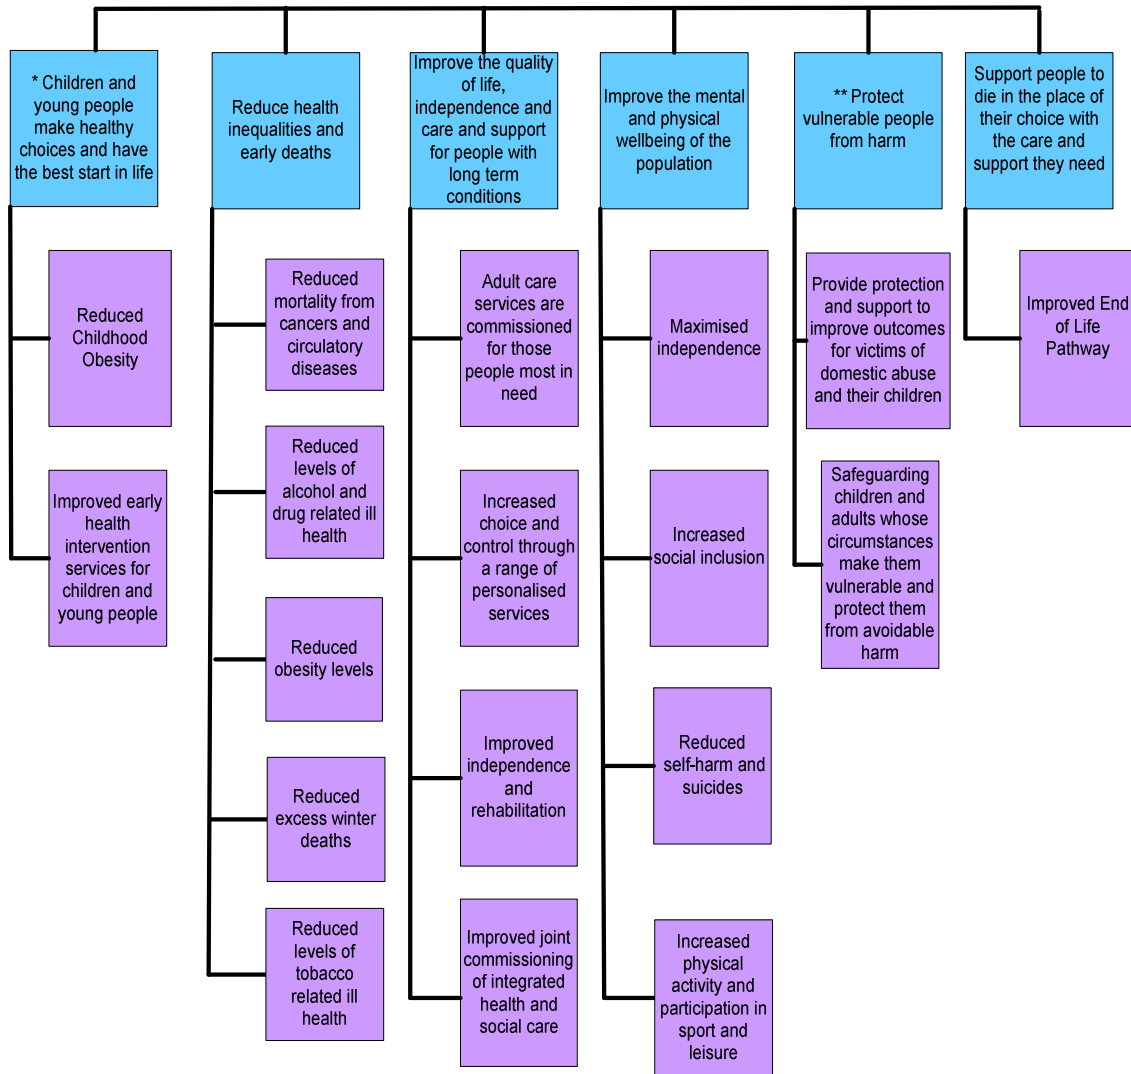 * Children and
young people
make healthy
choices and have
the best start in life
Reduce health
inequalities and
early deaths
Improve the quality
of life,
independence and
care and support
for people with
long term
conditions
Improve the mental
and physical
wellbeing of the
population
** Protect
vulnerable people
from harm
Support people to
die in the place of
their choice with
the care and
support they need
Reduced
Childhood
Obesity
Improved early
health
intervention
services for
children and
young people
Reduced
mortality from
cancers and
circulatory
diseases
Reduced
levels of
alcohol and
drug related ill
health
Reduced
obesity levels
Reduced
excess winter
deaths
Reduced
levels of
tobacco
related ill
health
Adult care
services are
commissioned
for those
people most in
need
Increased
choice and
control through
a range of
personalised
services
Improved
independence
and
rehabilitation
Improved joint
commissioning
of integrated
health and
social care
Maximised
independence
Increased
social inclusion
Reduced
self-harm and
suicides
Increased
physical
activity and
participation in
sport and
leisure
Provide protection
and support to
improve outcomes
for victims of
domestic abuse
and their children
Safeguarding
children and
adults whose
circumstances
make them
vulnerable and
protect them
from avoidable
harm
Improved End
of Life
Pathway